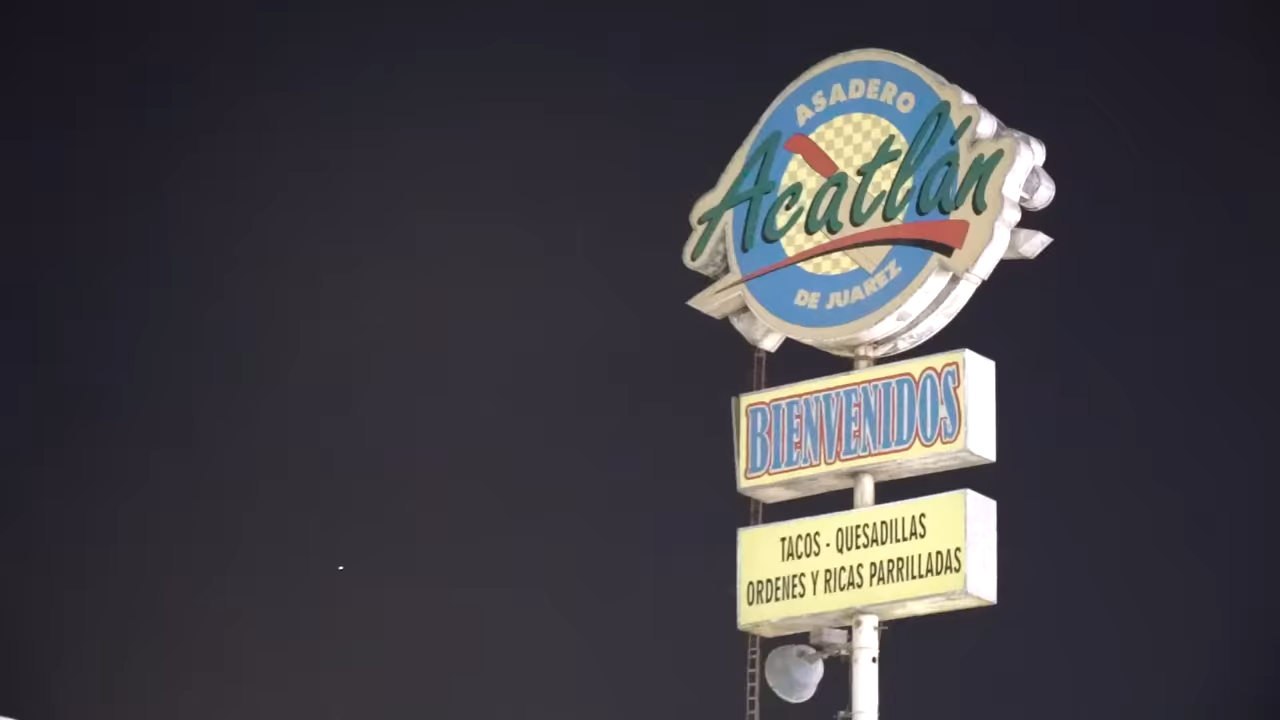 ASADERO
Acatlán
DE JUAREZ
BIENVENIDOS
TACOS - QUESADILLAS
ORDENES Y RICAS PARRILLADAS